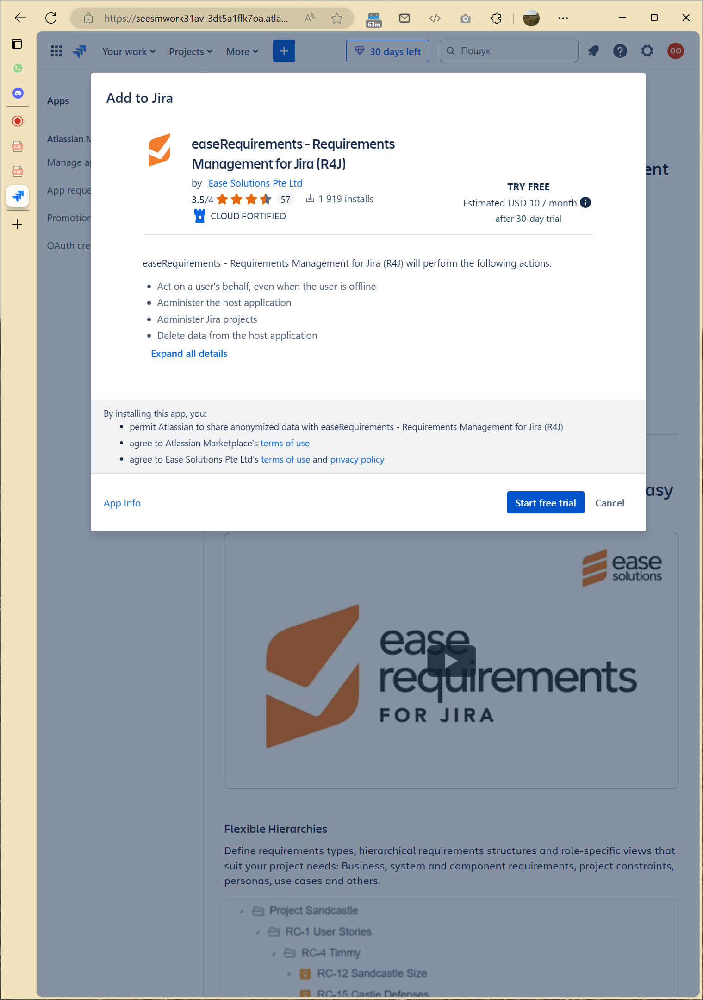 https://seesmwork31av-3dt5a1flk7oa.atla...
63m
Your work
Projects
More
30 days left
Пошук
OO
Apps
Atlassian M
Manage a
App reque
Promotion
OAuth cre
PDF
PDF
Add to Jira
easeRequirements - Requirements
Management for Jira (R4J)
by Ease Solutions Pte Ltd
3.5/4 57 1 919 installs
CLOUD FORTIFIED
TRY FREE
Estimated USD 10 / month
after 30-day trial
easeRequirements - Requirements Management for Jira (R4J) will perform the following actions:
• Act on a user's behalf, even when the user is offline
• Administer the host application
• Administer Jira projects
• Delete data from the host application
Expand all details
By installing this app, you:
• permit Atlassian to share anonymized data with easeRequirements - Requirements Management for Jira (R4J)
• agree to Atlassian Marketplace's terms of use
• agree to Ease Solutions Pte Ltd's terms of use and privacy policy
App Info
Start free trial
Cancel
ent
asy
ease
solutions
ease
requirements
FOR JIRA
Flexible Hierarchies
Define requirements types, hierarchical requirements structures and role-specific views that
suit your project needs: Business, system and component requirements, project constraints,
personas, use cases and others.
Project Sandcastle
RC-1 User Stories
RC-4 Timmy
RC-12 Sandcastle Size
RC-15 Castle Defenses